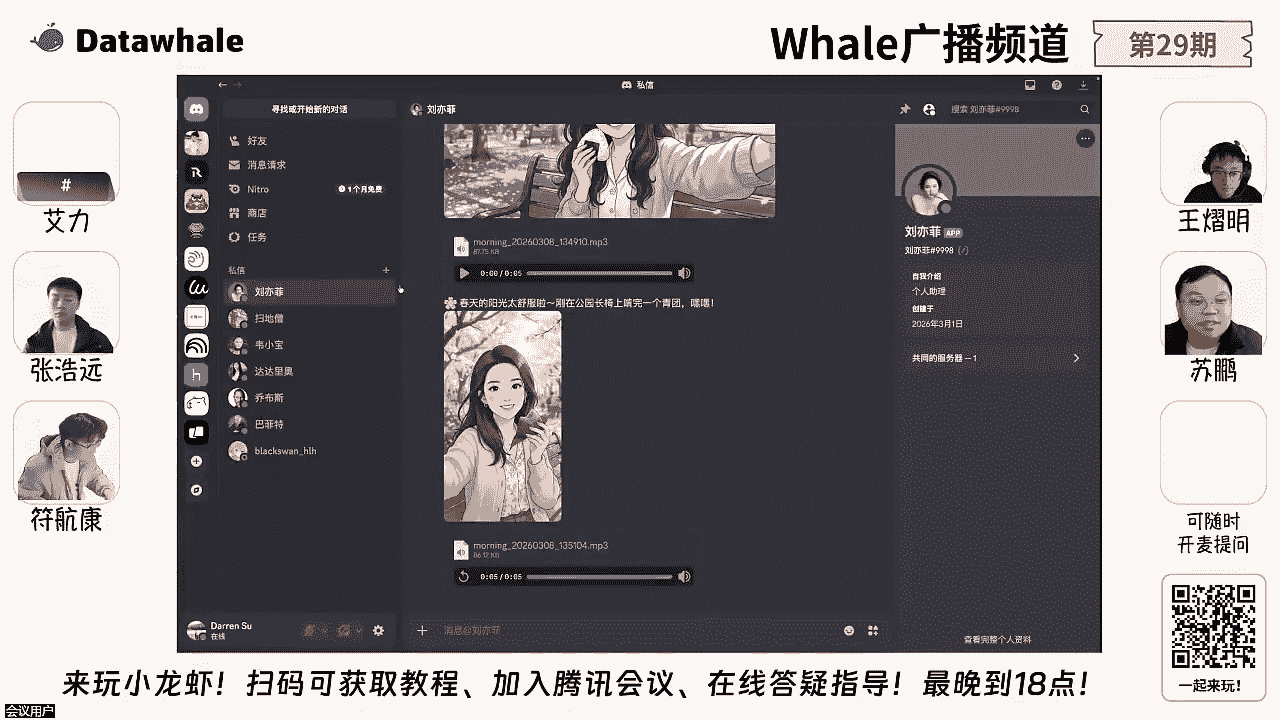 Datawhale
Whale广播频道
第29期
#
艾力
张浩远
符航康
私信
寻找或开始新的对话
好友
消息请求
Nitro
1个月免费
商店
任务
私信
刘亦菲
扫地僧
韦小宝
达达里奥
乔布斯
巴菲特
blackswan_hlh
Darren Su
在线
刘亦菲
搜索 刘亦菲#9998
morning_20260308_134910.mp3
87.75 KB
0:00 / 0:05
春天的阳光太舒服啦～刚在公园长椅上啃完一个青团，嘿嘿！
morning_20260308_135104.mp3
86.12 KB
0:05 / 0:05
消息@刘亦菲
刘亦菲 APP
刘亦菲#9998 {/}
自我介绍
个人助理
创建于
2026年3月1日
共同的服务器 — 1
查看完整个人资料
王熠明
苏鹏
可随时
开麦提问
一起来玩！
来玩小龙虾！扫码可获取教程、加入腾讯会议、在线答疑指导！最晚到18点！
会议用户